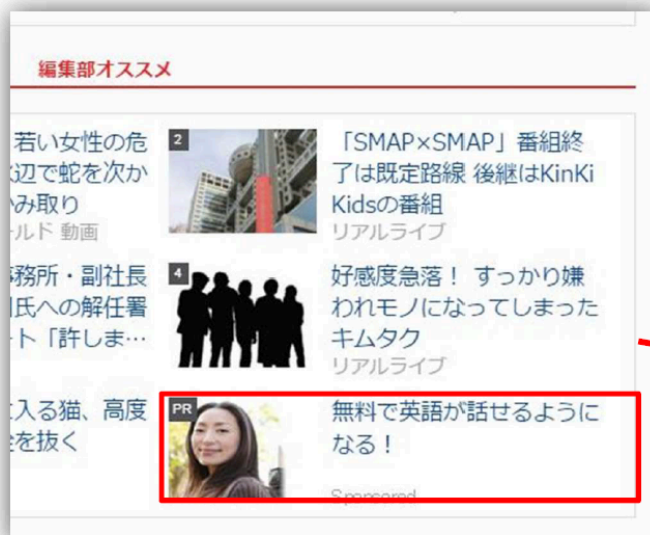 編集部オススメ
若い女性の危
辺で蛇を次か
み取り
ルド 動画
2
「SMAP×SMAP」番組終
了は既定路線 後継はKinKi
Kidsの番組
リアルライフ
務所・副社長
氏への解任署
ト「許しま…
4
好感度急落! すっかり嫌
われモノになってしまった
キムタク
リアルライフ
入る猫、高度
を抜く
PR
無料で英語が話せるように
なる!
Sponsored